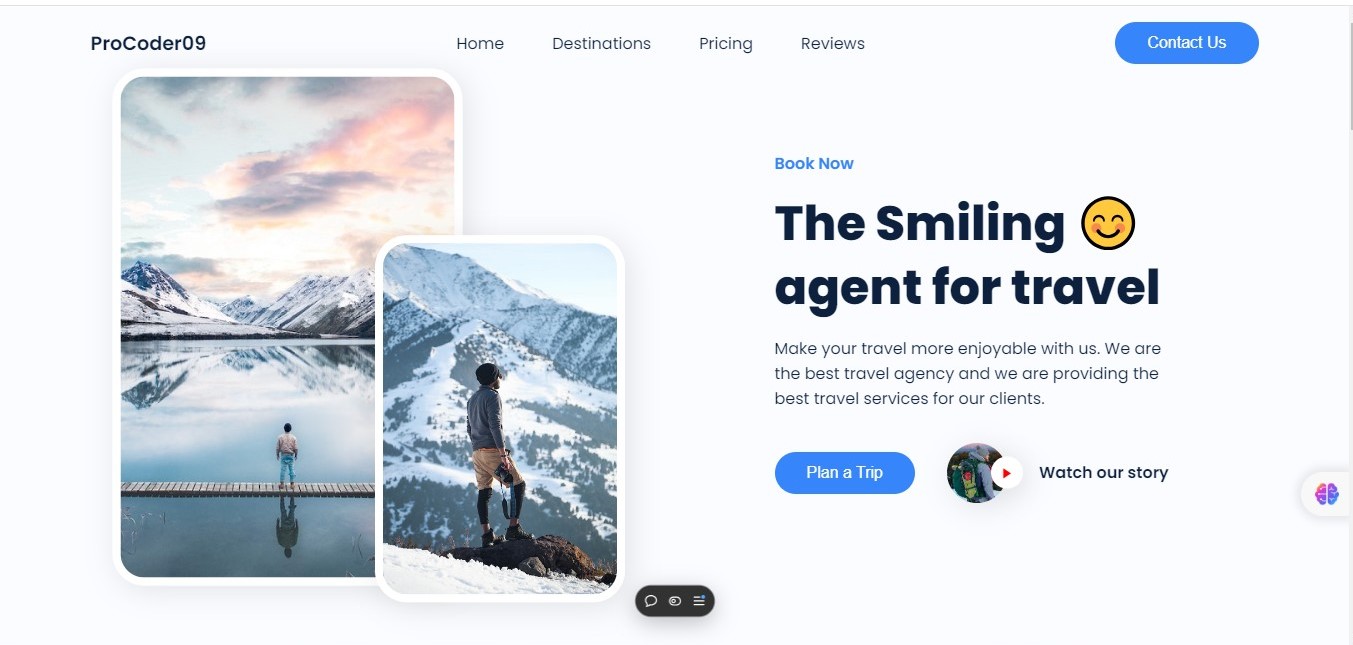 ProCoder09
Home
Destinations
Pricing
Reviews
Contact Us
Book Now
The Smiling 😊
agent for travel
Make your travel more enjoyable with us. We are
the best travel agency and we are providing the
best travel services for our clients.
Plan a Trip
Watch our story